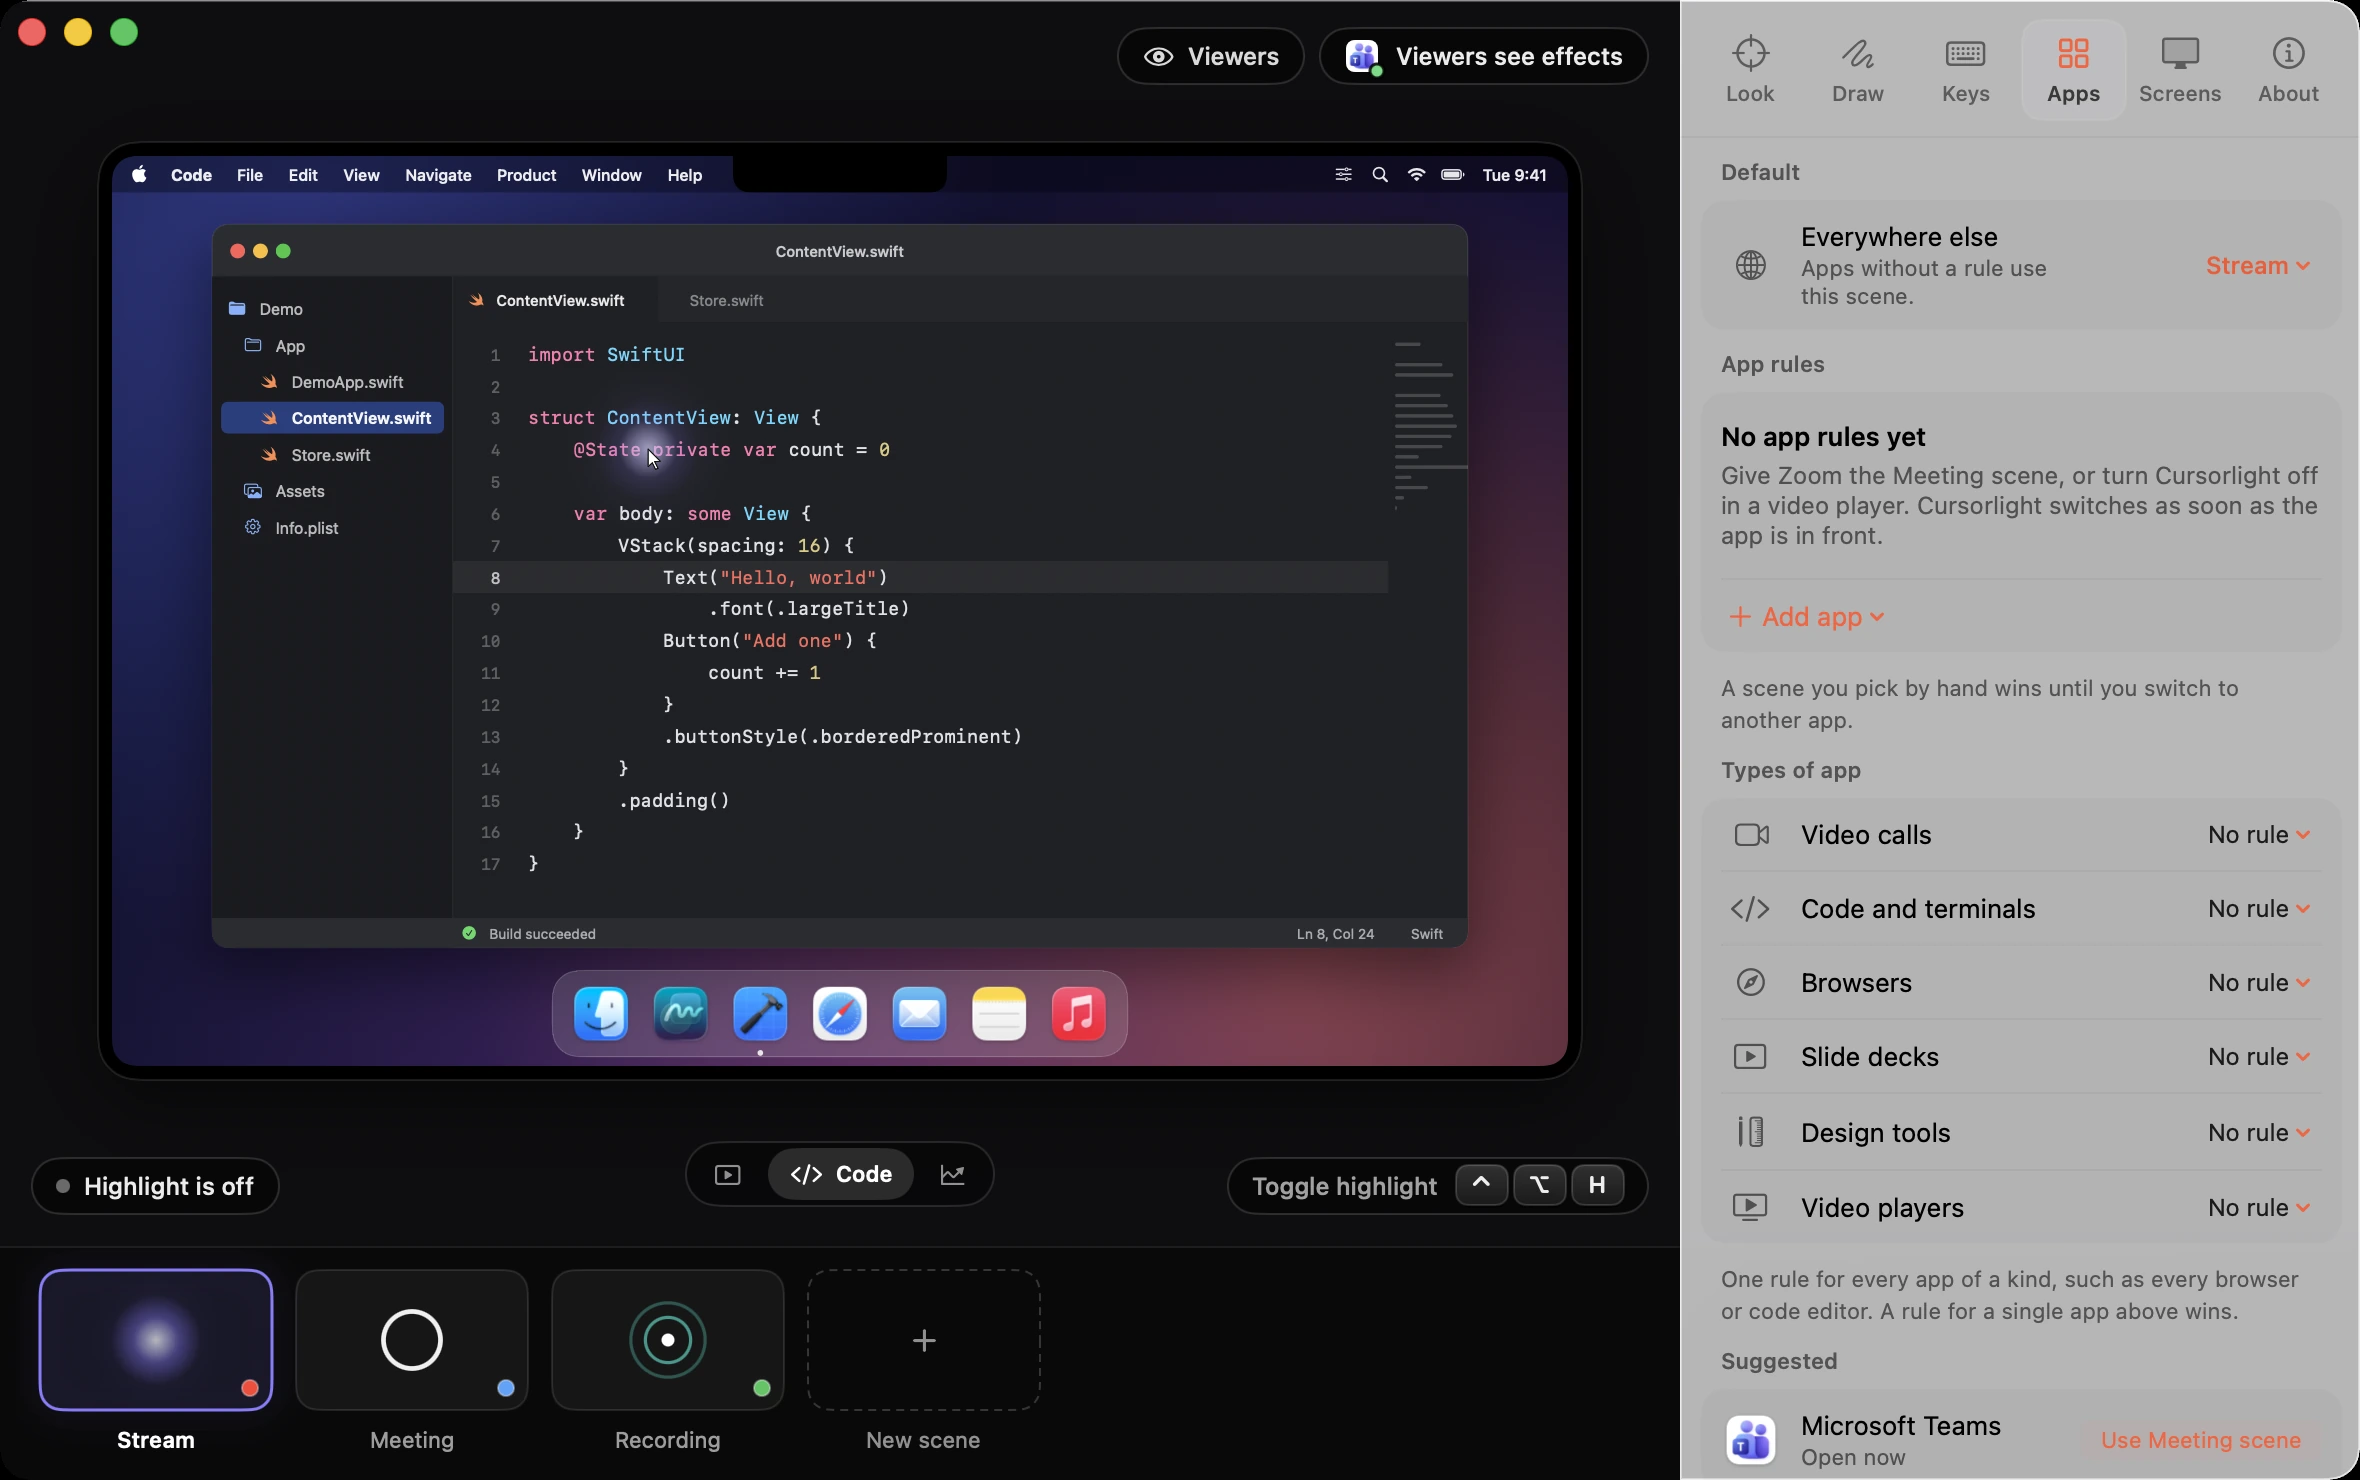 Viewers
Viewers see effects
Look
Draw
Keys
Apps
Screens
About
Code File Edit View Navigate Product Window Help
Tue 9:41
ContentView.swift
Demo
App
DemoApp.swift
ContentView.swift
Store.swift
Assets
Info.plist
ContentView.swift
Store.swift
1 import SwiftUI
2
3 struct ContentView: View {
4 @State private var count = 0
5
6 var body: some View {
7 VStack(spacing: 16) {
8 Text("Hello, world")
9 .font(.largeTitle)
10 Button("Add one") {
11 count += 1
12 }
13 .buttonStyle(.borderedProminent)
14 }
15 .padding()
16 }
17 }
Build succeeded
Ln 8, Col 24
Swift
Highlight is off
</> Code
Toggle highlight ^ ⌥ H
Stream
Meeting
Recording
New scene
Default
Everywhere else
Apps without a rule use
this scene.
Stream
App rules
No app rules yet
Give Zoom the Meeting scene, or turn Cursorlight off
in a video player. Cursorlight switches as soon as the
app is in front.
+ Add app
A scene you pick by hand wins until you switch to
another app.
Types of app
Video calls No rule
Code and terminals No rule
Browsers No rule
Slide decks No rule
Design tools No rule
Video players No rule
One rule for every app of a kind, such as every browser
or code editor. A rule for a single app above wins.
Suggested
Microsoft Teams
Open now
Use Meeting scene